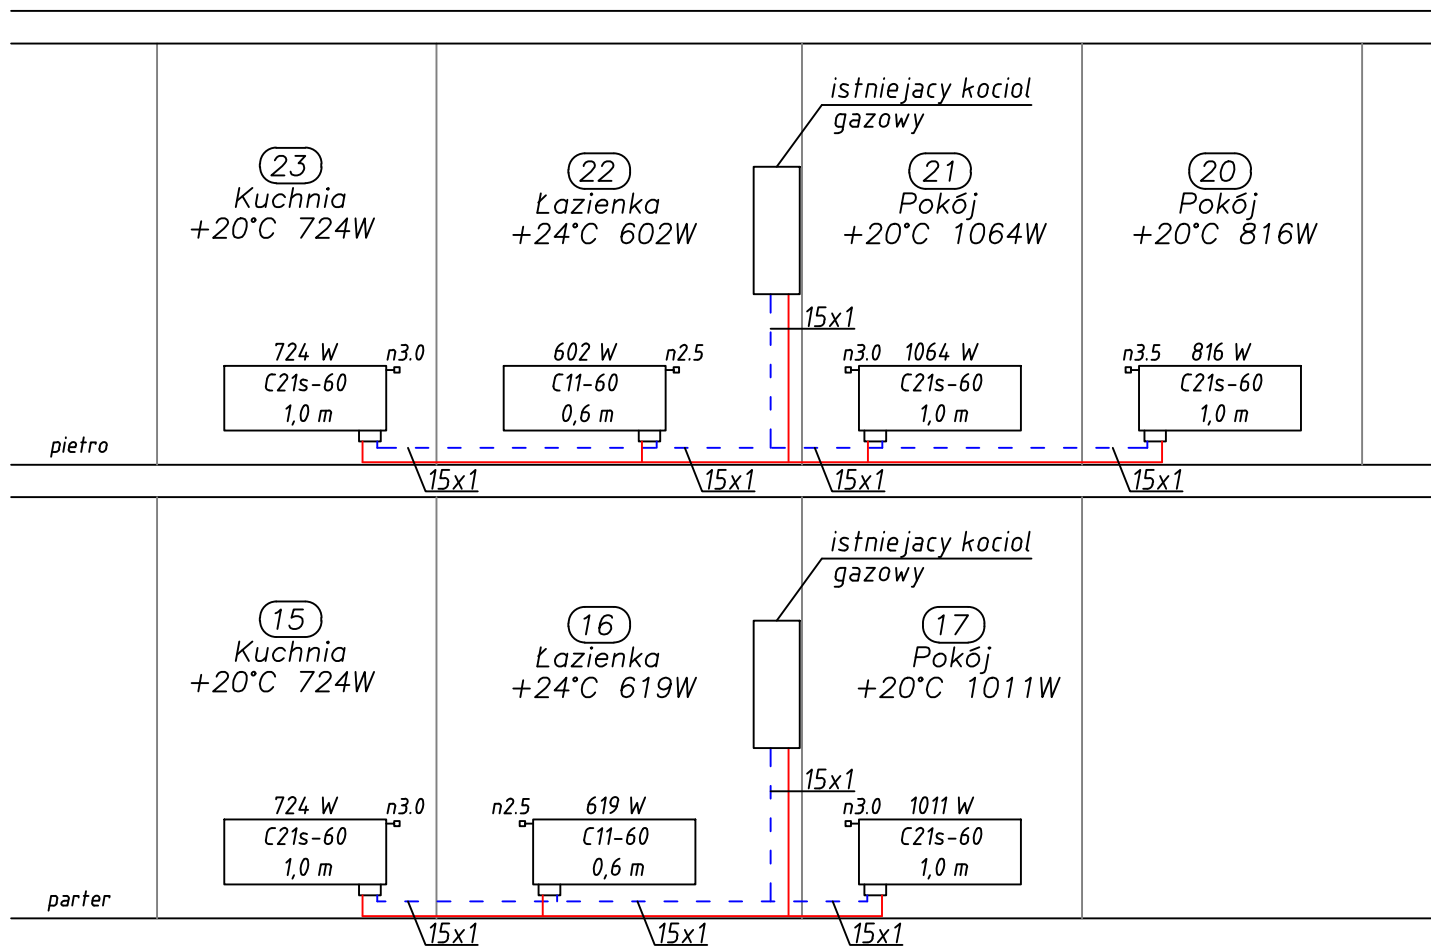 istniejacy kociol
gazowy
23
Kuchnia
+20°C 724W
22
Łazienka
+24°C 602W
21
Pokój
+20°C 1064W
20
Pokój
+20°C 816W
15x1
724 W
n3.0
C21s-60
1,0 m
602 W
n2.5
C11-60
0,6 m
n3.0
1064 W
C21s-60
1,0 m
n3.5
816 W
C21s-60
1,0 m
pietro
15x1
15x1
15x1
15x1
istniejacy kociol
gazowy
15
Kuchnia
+20°C 724W
16
Łazienka
+24°C 619W
17
Pokój
+20°C 1011W
15x1
724 W
n3.0
C21s-60
1,0 m
n2.5
619 W
C11-60
0,6 m
n3.0
1011 W
C21s-60
1,0 m
parter
15x1
15x1
15x1